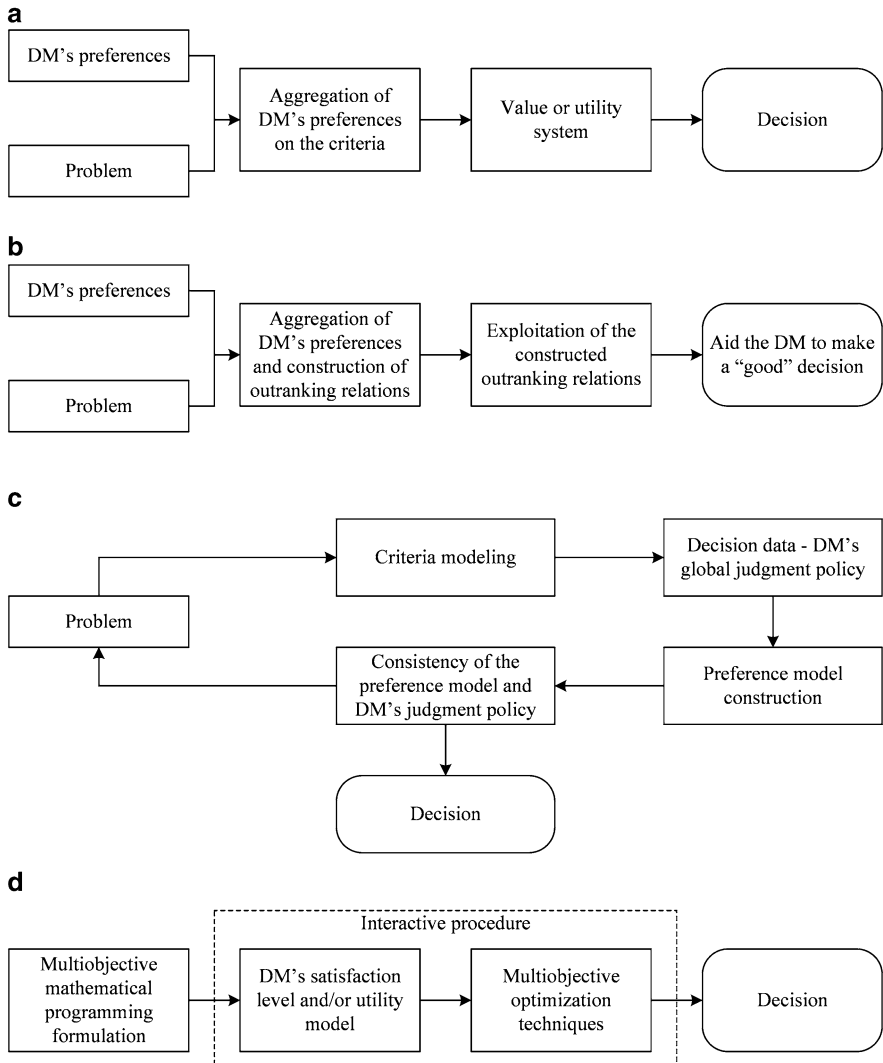 a
DM's preferences
Problem
Aggregation of
DM's preferences
on the criteria
Value or utility
system
Decision
b
DM's preferences
Problem
Aggregation of
DM's preferences
and construction of
outranking relations
Exploitation of the
constructed
outranking relations
Aid the DM to make
a “good” decision
c
Problem
Criteria modeling
Decision data - DM's
global judgment policy
Preference model
construction
Consistency of the
preference model and
DM's judgment policy
Decision
d
Interactive procedure
Multiobjective
mathematical
programming
formulation
DM's satisfaction
level and/or utility
model
Multiobjective
optimization
techniques
Decision